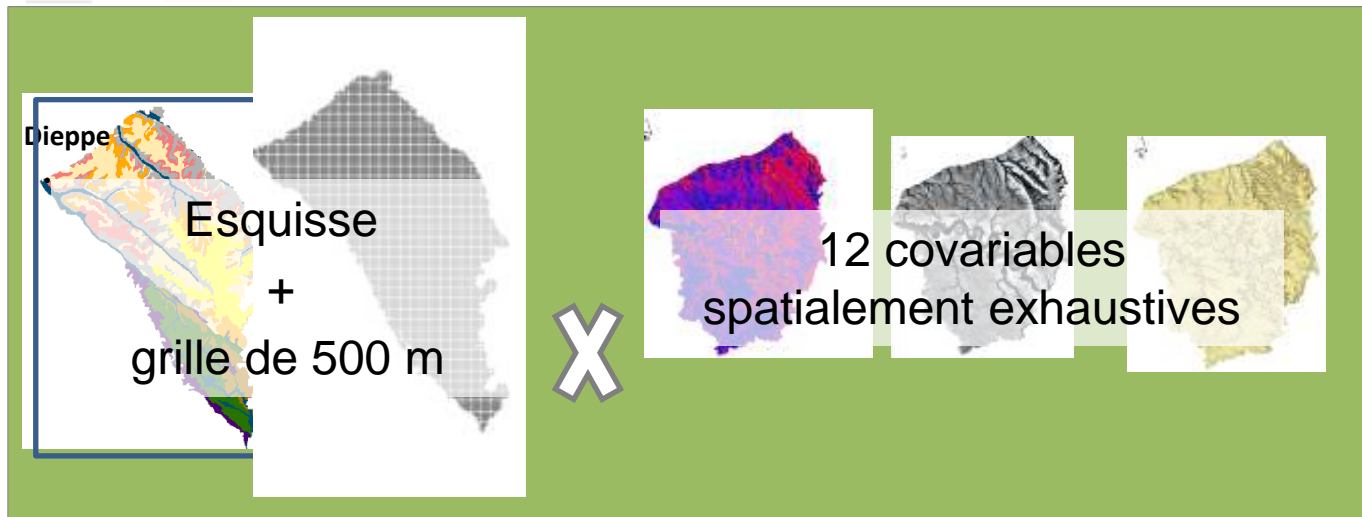 Dieppe
Esquisse
+
grille de 500 m
12 covariables
spatialement exhaustives